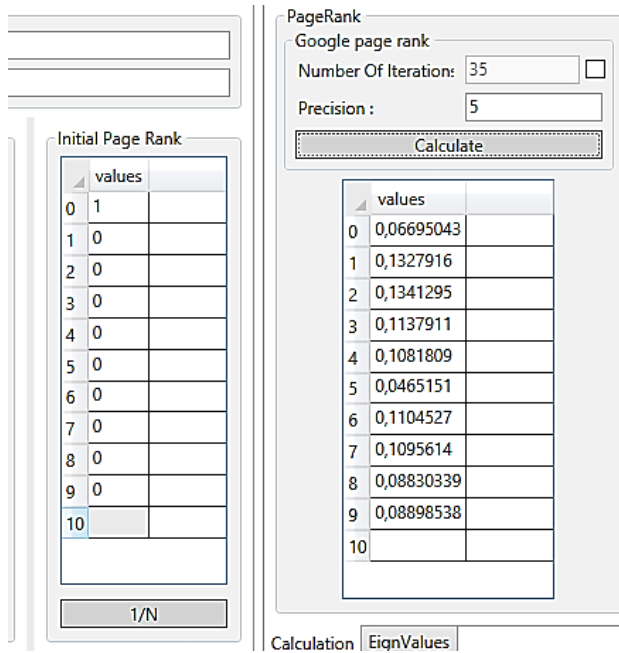 PageRank
Google page rank
Number Of Iteration: 35
Precision : 5
Calculate
Initial Page Rank
values
0 1
1 0
2 0
3 0
4 0
5 0
6 0
7 0
8 0
9 0
10
1/N
values
0 0,06695043
1 0,1327916
2 0,1341295
3 0,1137911
4 0,1081809
5 0,0465151
6 0,1104527
7 0,1095614
8 0,08830339
9 0,08898538
10
Calculation EignValues